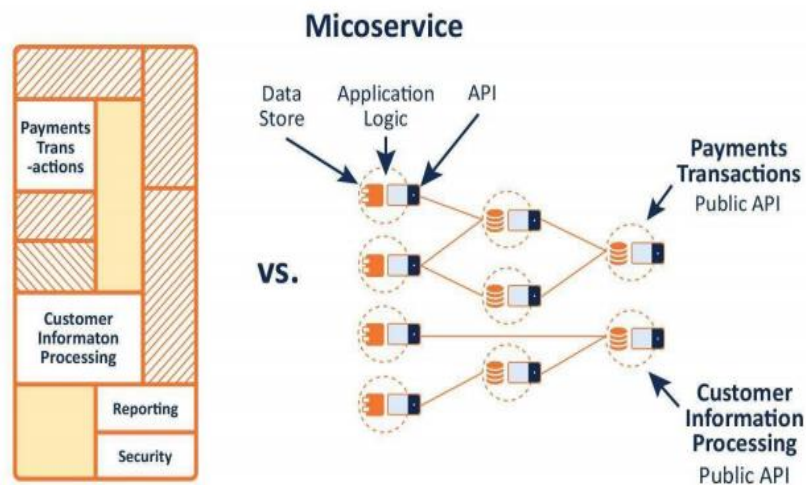 Micoservice
Payments
Trans
-actions
Customer
Informaton
Processing
Reporting
Security
vs.
Data
Store
Application
Logic
API
Payments
Transactions
Public API
Customer
Information
Processing
Public API